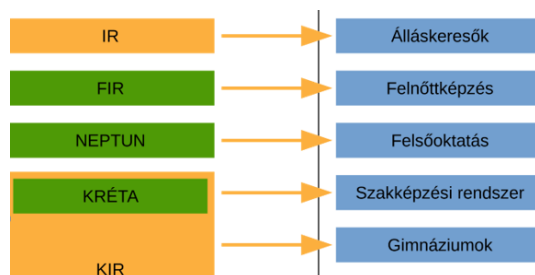 IR
Álláskeresők
FIR
Felnőttképzés
NEPTUN
Felsőoktatás
KRÉTA
Szakképzési rendszer
Gimnáziumok
KIR